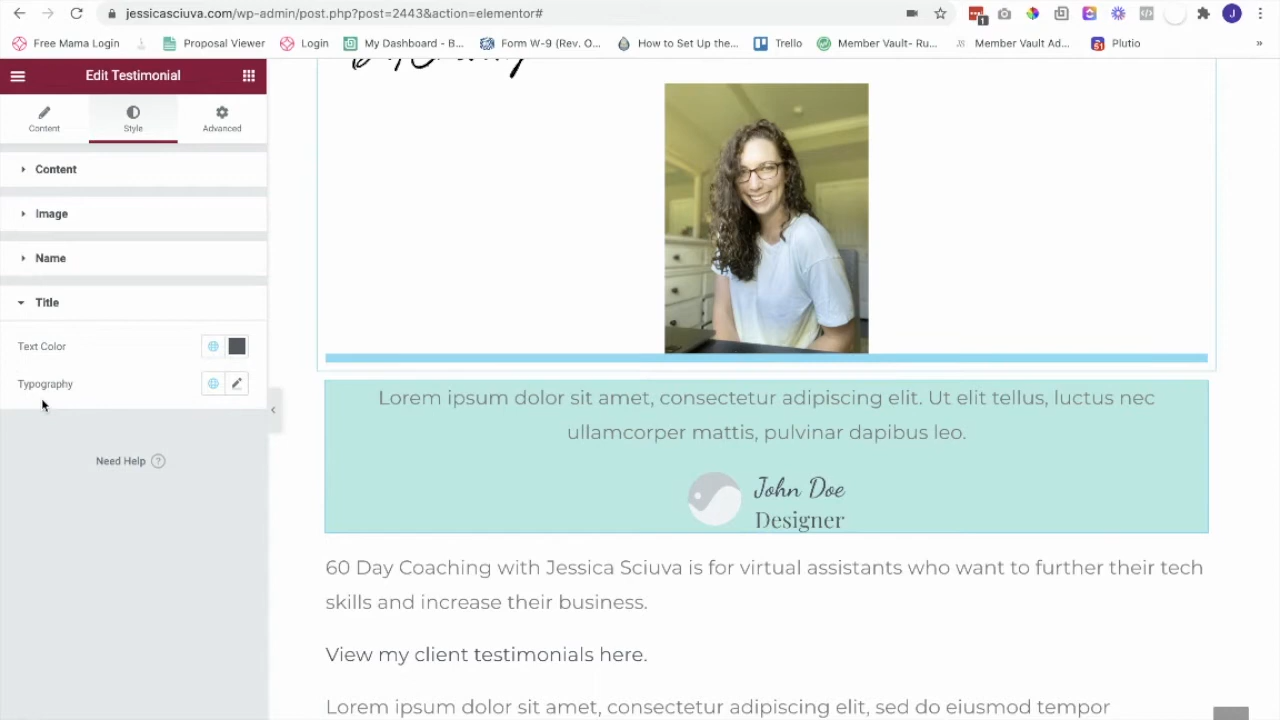 jessicasciuva.com/wp-admin/post.php?post=2443&action=elementor#
1
J
Free Mama Login
Proposal Viewer
Login
My Dashboard - B...
Form W-9 (Rev. O...
How to Set Up the...
Trello
Member Vault- Ru...
Member Vault Ad...
Plutio
»
Edit Testimonial
Content
Style
Advanced
Content
Image
Name
Title
Text Color
Typography
Need Help ?
Lorem ipsum dolor sit amet, consectetur adipiscing elit. Ut elit tellus, luctus nec
ullamcorper mattis, pulvinar dapibus leo.
John Doe
Designer
60 Day Coaching with Jessica Sciuva is for virtual assistants who want to further their tech
skills and increase their business.
View my client testimonials here.
Lorem ipsum dolor sit amet, consectetur adipiscing elit, sed do eiusmod tempor